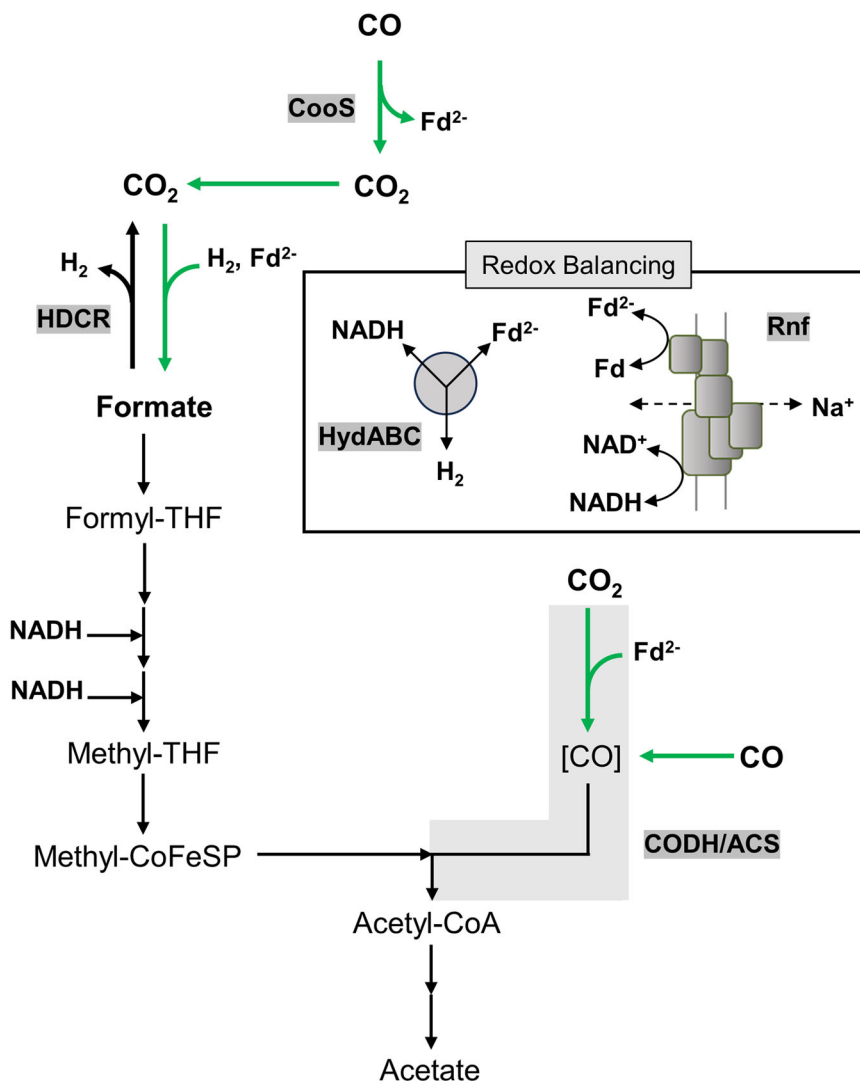 CO
CooS
Fd²⁻
CO₂
CO₂
H₂
H₂, Fd²⁻
HDCR
Formate
Formyl-THF
NADH
NADH
Methyl-THF
Methyl-CoFeSP
Redox Balancing
NADH
Fd²⁻
HydABC
H₂
Fd²⁻
Rnf
Fd
Na⁺
NAD⁺
NADH
CO₂
Fd²⁻
[CO]
CO
CODH/ACS
Acetyl-CoA
Acetate